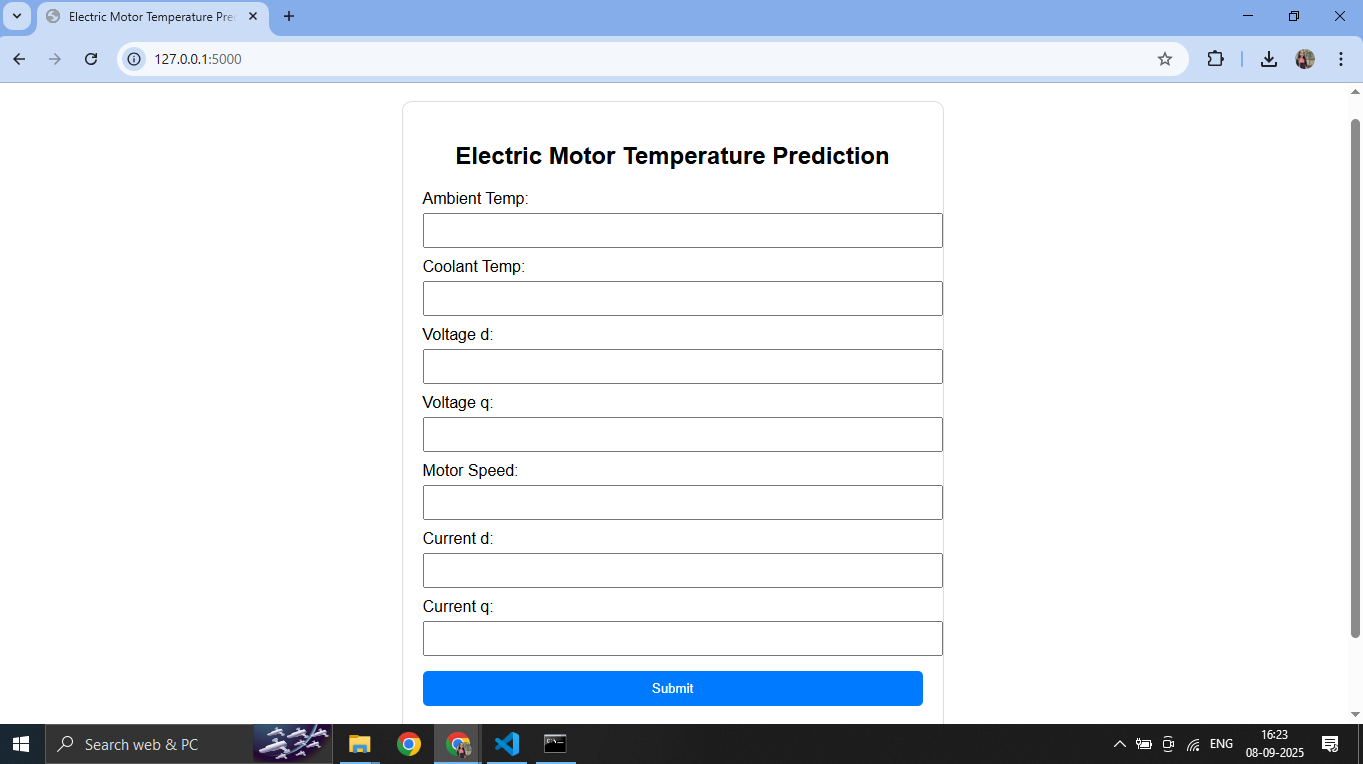 Electric Motor Temperature Pre
127.0.0.1:5000
Electric Motor Temperature Prediction
Ambient Temp:
Coolant Temp:
Voltage d:
Voltage q:
Motor Speed:
Current d:
Current q:
Submit
Search web & PC
ENG
16:23
08-09-2025